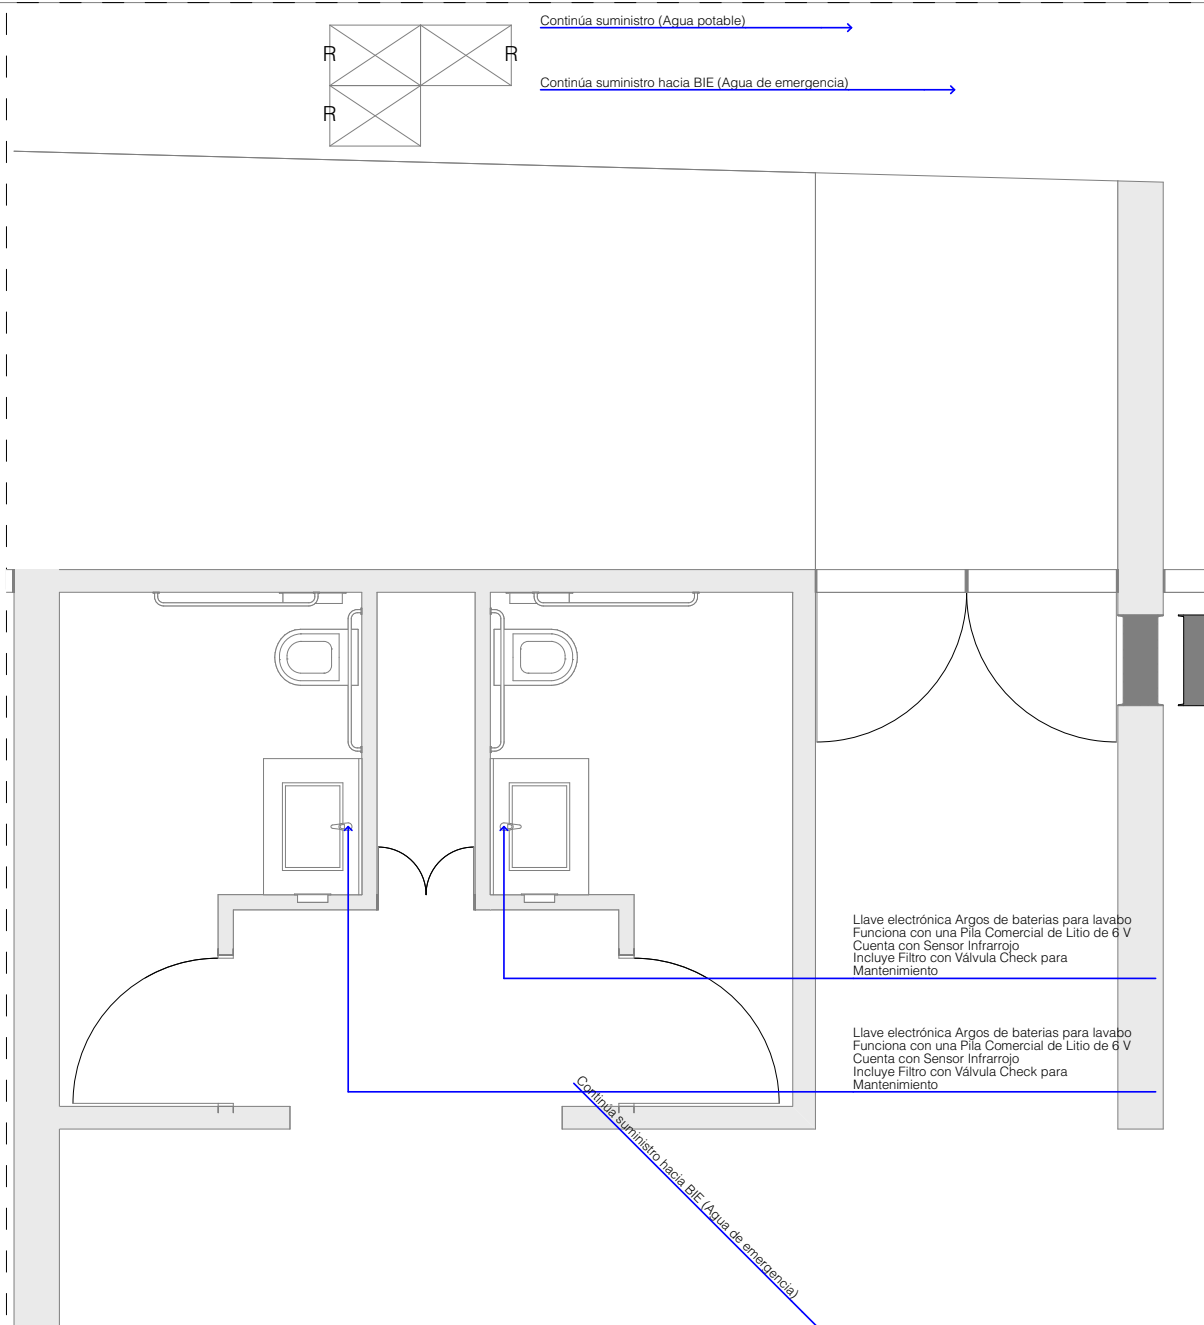 Continúa suministro (Agua potable)
R
R
Continúa suministro hacia BIE (Agua de emergencia)
R
Llave electrónica Argos de baterias para lavabo
Funciona con una Pila Comercial de Litio de 6 V
Cuenta con Sensor Infrarrojo
Incluye Filtro con Válvula Check para
Mantenimiento
Llave electrónica Argos de baterias para lavabo
Funciona con una Pila Comercial de Litio de 6 V
Cuenta con Sensor Infrarrojo
Incluye Filtro con Válvula Check para
Mantenimiento
Continúa suministro hacia BIE (Agua de emergencia)